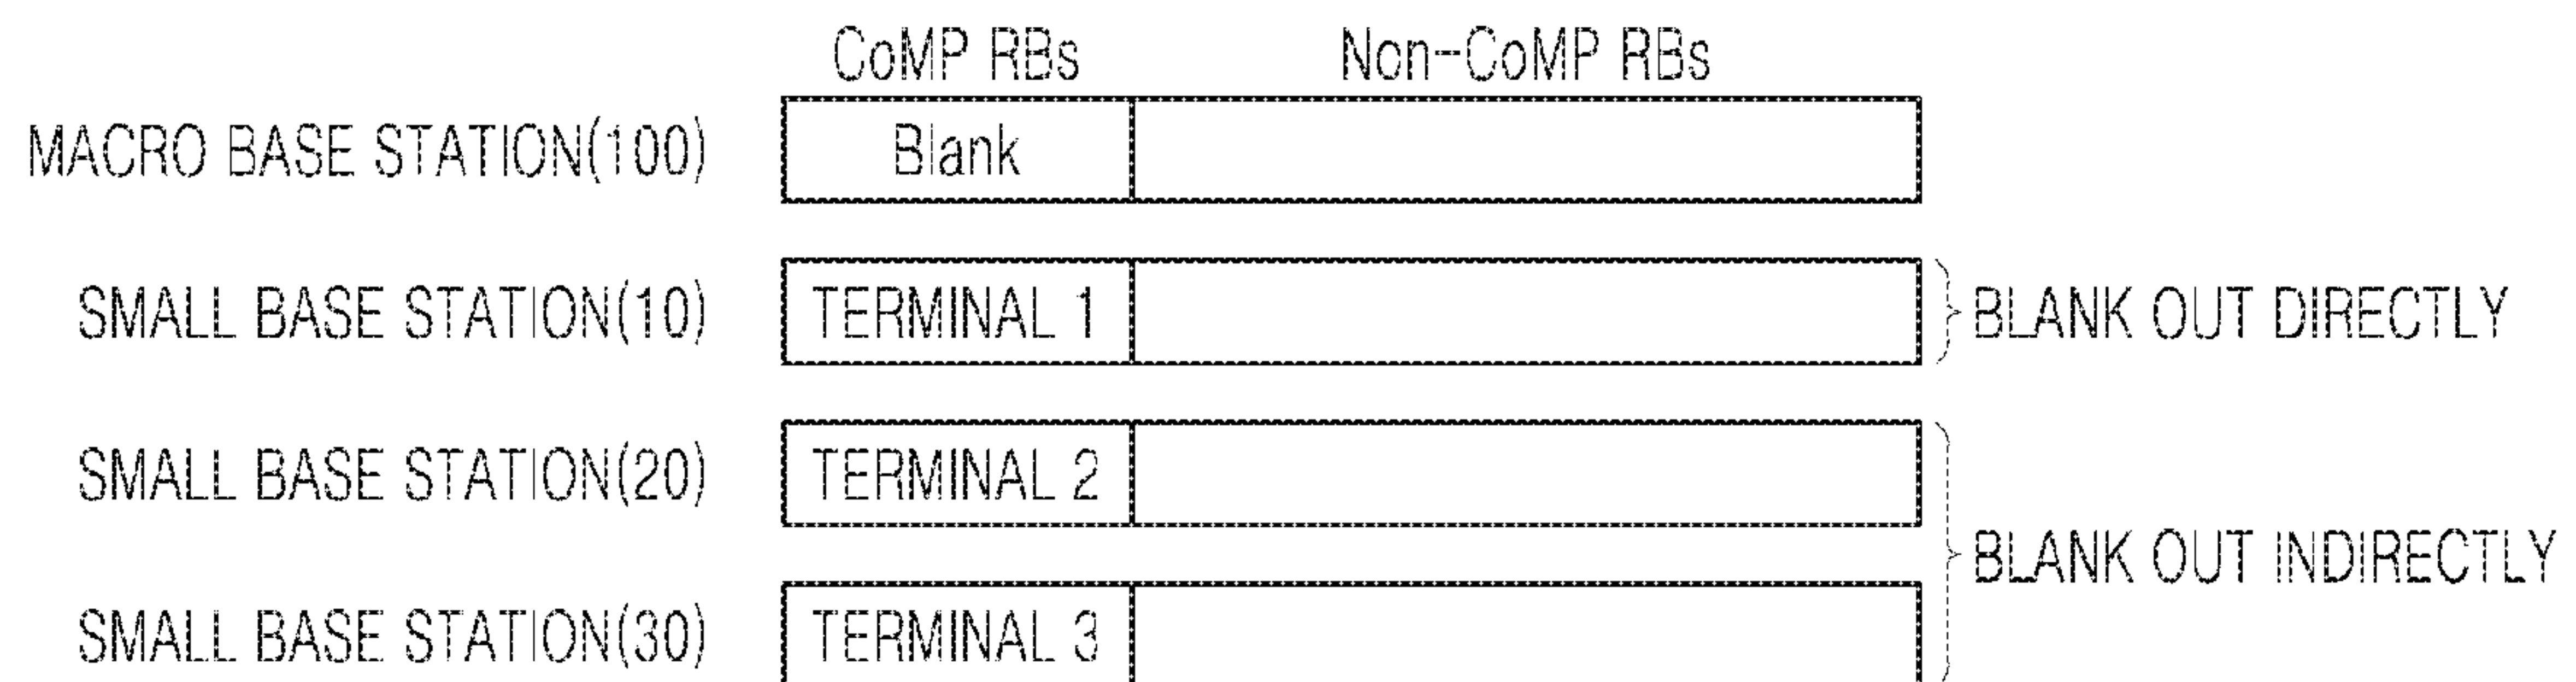 CoMP RBs Non-CoMP RBs
MACRO BASE STATION(100) Blank
SMALL BASE STATION(10) TERMINAL 1 BLANK OUT DIRECTLY
SMALL BASE STATION(20) TERMINAL 2
BLANK OUT INDIRECTLY
SMALL BASE STATION(30) TERMINAL 3